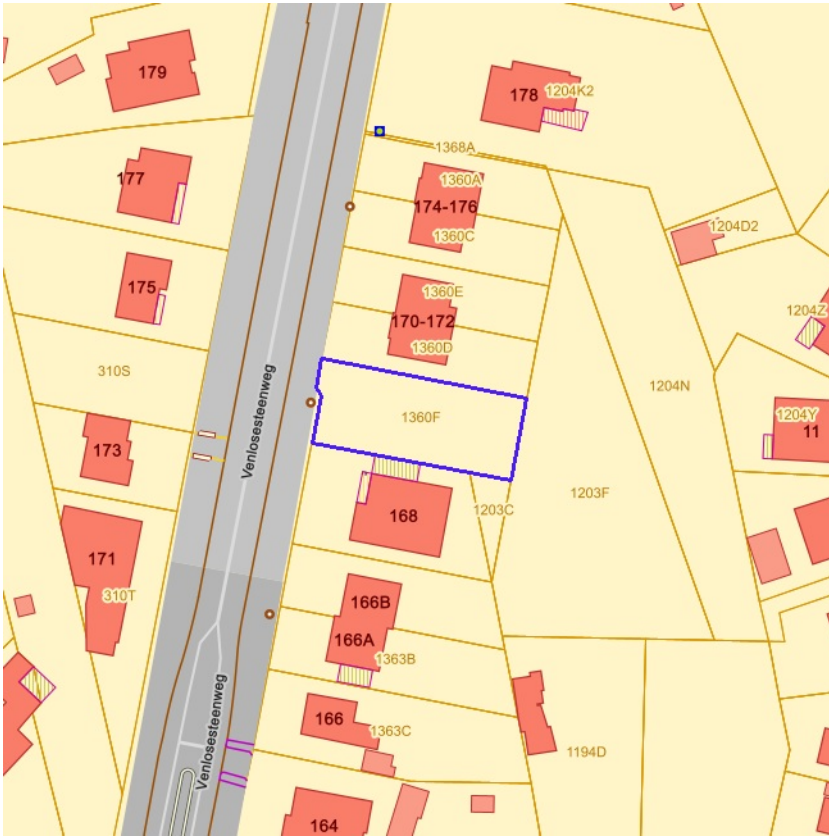 179
178
1204K2
1368A
177
1360A
174-176
1360C
1204D2
175
1360E
170-172
1360D
1204Z
310S
1204N
Venlosesteenweg
1360F
1204Y
11
173
1203F
1203C
168
171
310T
166B
166A
1363B
Venlosesteenweg
166
1363C
1194D
164